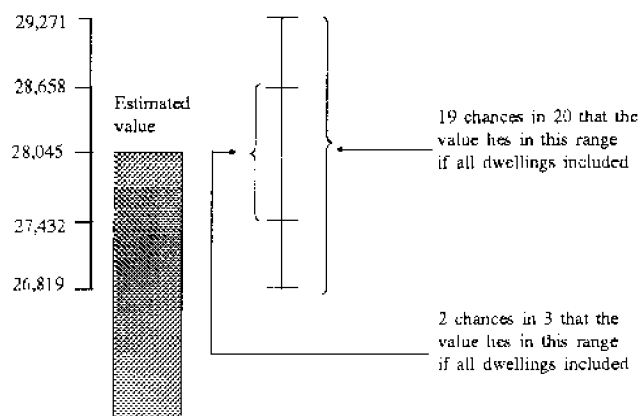 29,271
28,658
Estimated
value
28,045
27,432
26,819
19 chances in 20 that the
value lies in this range
if all dwellings included
2 chances in 3 that the
value lies in this range
if all dwellings included